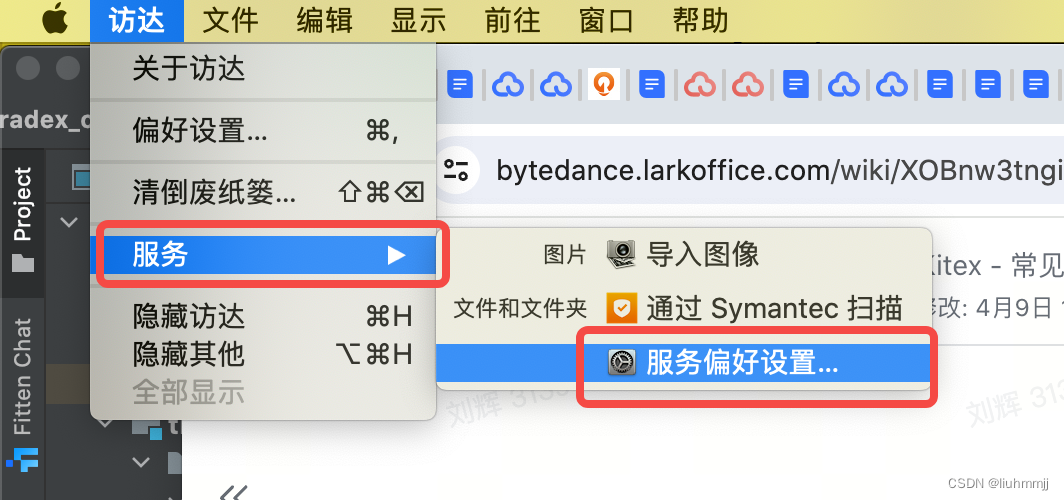 访达 文件 编辑 显示 前往 窗口 帮助
关于访达
偏好设置... ⌘,
清倒废纸篓... ⇧⌘⌫
服务 ▶
隐藏访达 ⌘H
隐藏其他 ⌥⌘H
全部显示
图片 导入图像
文件和文件夹 通过 Symantec 扫描
服务偏好设置...
radex_
Project
Fitten Chat
bytedance.larkoffice.com/wiki/XOBnw3tngi
Kitex - 常见
修改: 4月9日
刘辉 313
刘辉 31
CSDN @liuhmmjj